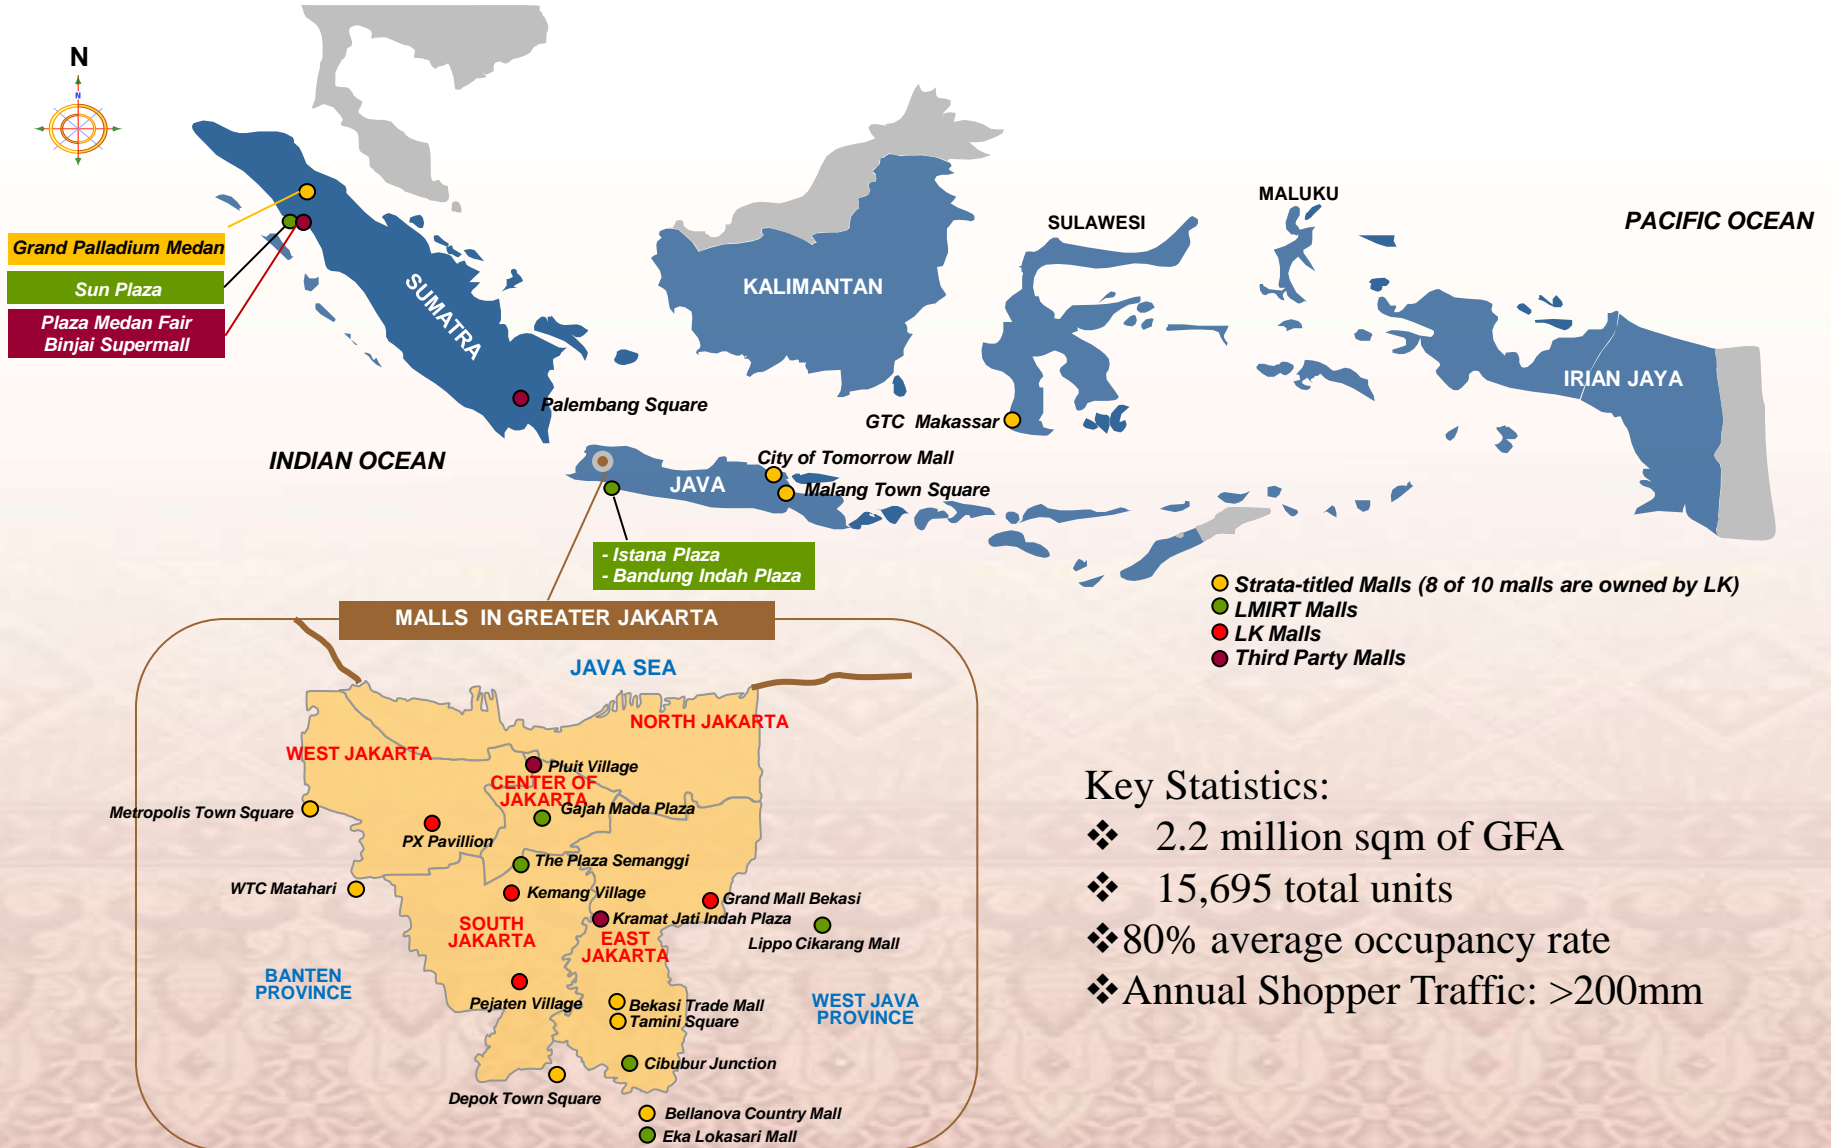 N
N
MALUKU
SULAWESI
PACIFIC OCEAN
Grand Palladium Medan
Sun Plaza
Plaza Medan Fair
Binjai Supermall
SUMATRA
KALIMANTAN
IRIAN JAYA
Palembang Square
GTC Makassar
INDIAN OCEAN
City of Tomorrow Mall
JAVA
Malang Town Square
- Istana Plaza
- Bandung Indah Plaza
Strata-titled Malls (8 of 10 malls are owned by LK)
LMIRT Malls
LK Malls
Third Party Malls
MALLS IN GREATER JAKARTA
JAVA SEA
NORTH JAKARTA
WEST JAKARTA
Pluit Village
CENTER OF
JAKARTA
Gajah Mada Plaza
Metropolis Town Square
PX Pavillion
The Plaza Semanggi
WTC Matahari
Kemang Village
Grand Mall Bekasi
Kramat Jati Indah Plaza
SOUTH
JAKARTA
EAST
JAKARTA
Lippo Cikarang Mall
BANTEN
PROVINCE
Pejaten Village
Bekasi Trade Mall
Tamini Square
WEST JAVA
PROVINCE
Cibubur Junction
Depok Town Square
Bellanova Country Mall
Eka Lokasari Mall
Key Statistics:
❖ 2.2 million sqm of GFA
❖ 15,695 total units
❖80% average occupancy rate
❖Annual Shopper Traffic: >200mm